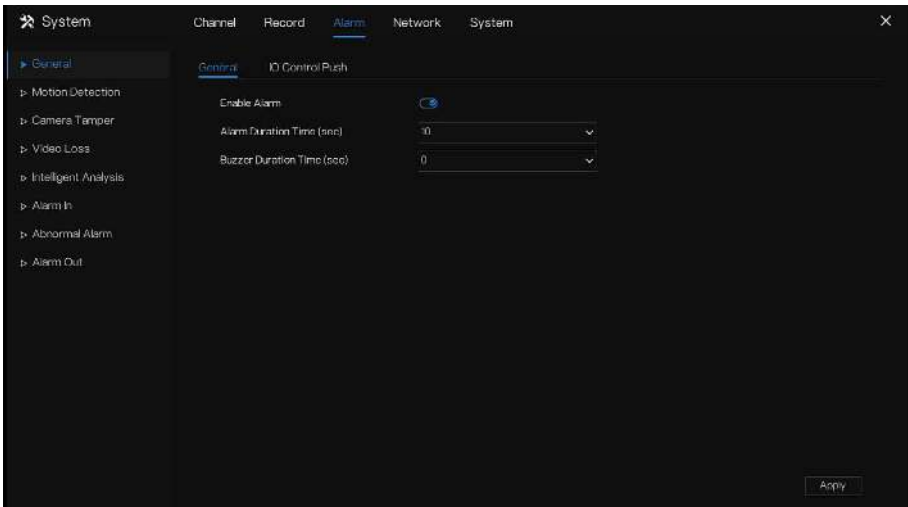 System
Channel Record Alarm Network System
General
Motion Detection
Camera Tamper
Video Loss
Intelligent Analysis
Alarm In
Abnormal Alarm
Alarm Out
General IO Control Push
Enable Alarm
Alarm Duration Time (sec) 10
Buzzer Duration Time (sec) 0
Apply